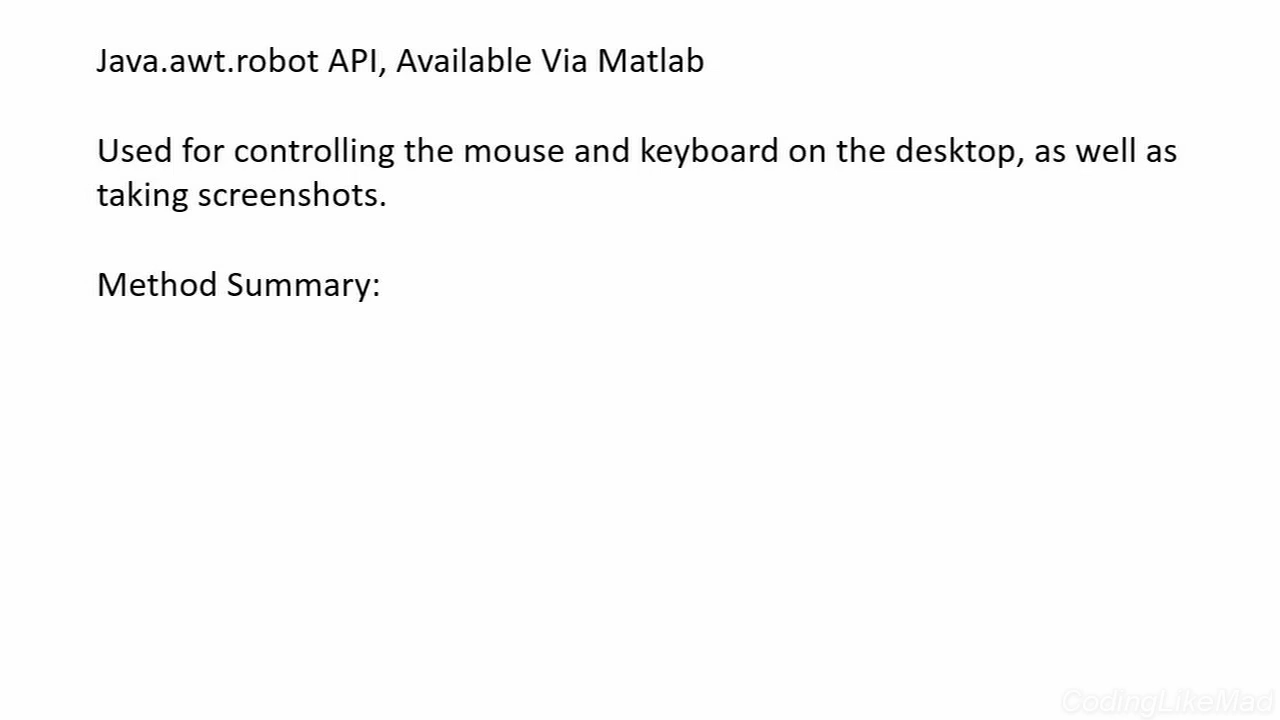 Java.awt.robot API, Available Via Matlab
Used for controlling the mouse and keyboard on the desktop, as well as
taking screenshots.
Method Summary:
CodingLikeMad